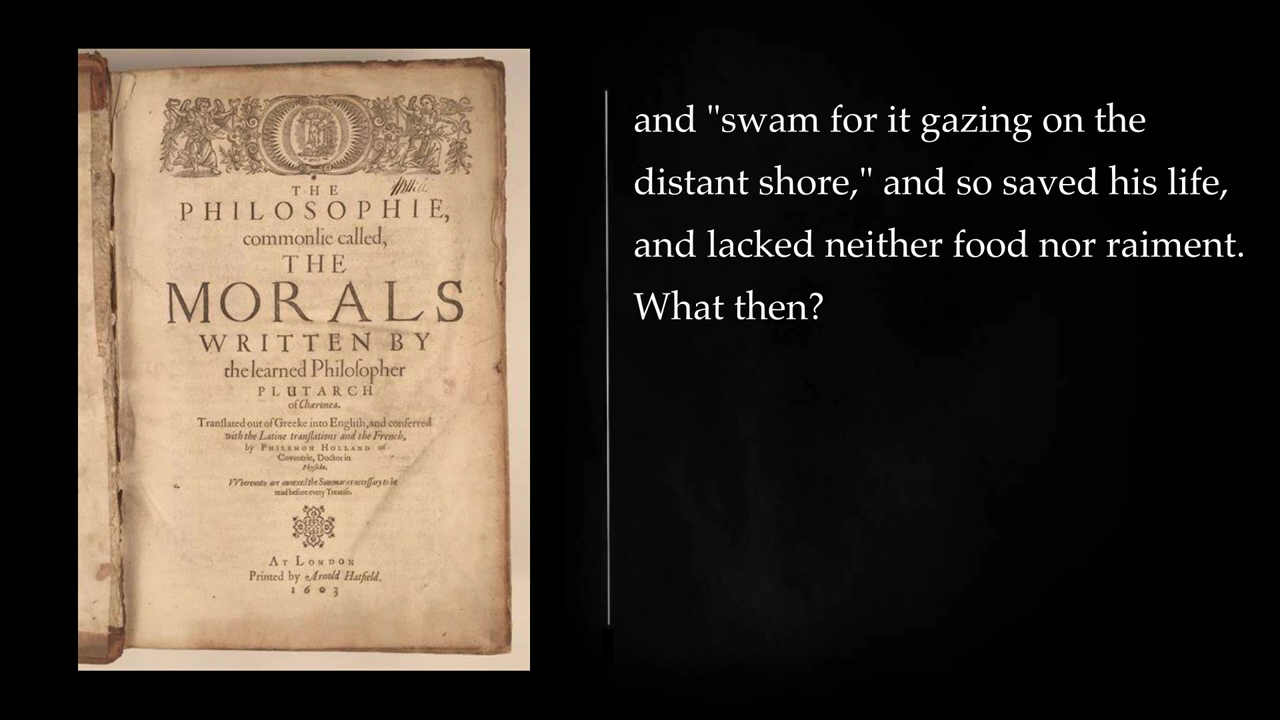 THE
PHILOSOPHIE,
commonlie called,
THE
MORALS
WRITTEN BY
the learned Philoſopher
PLUTARCH
of Chæronea.
Tranſlated out of Greeke into Engliſh, and conferred
with the Latine tranſlations and the French,
by PHILEMON HOLLAND of
Coventrie, Doctor in
Phyſicke.
VVhereunto are annexed the Summaries neceſſary to be
read before every Treatiſe.
AT LONDON
Printed by Arnold Hatfield.
1603
and "swam for it gazing on the
distant shore," and so saved his life,
and lacked neither food nor raiment.
What then?